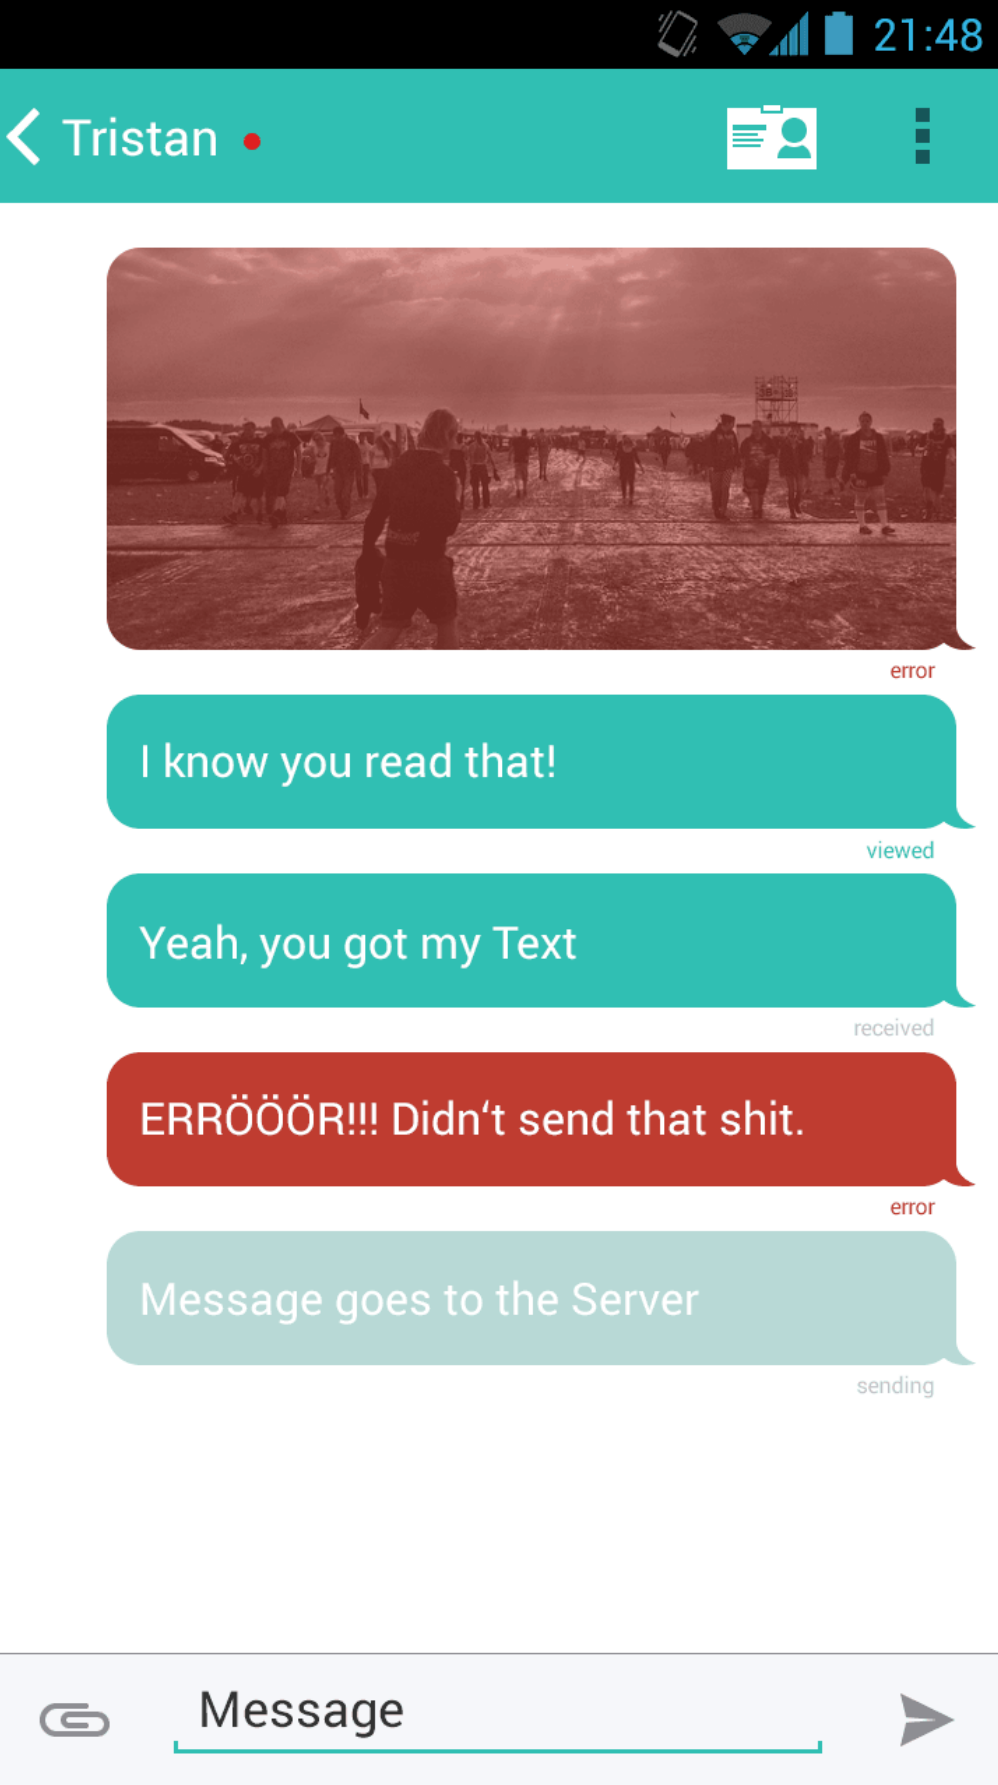 21:48
Tristan
error
I know you read that!
viewed
Yeah, you got my Text
received
ERRÖÖÖR!!! Didn‘t send that shit.
error
Message goes to the Server
sending
Message